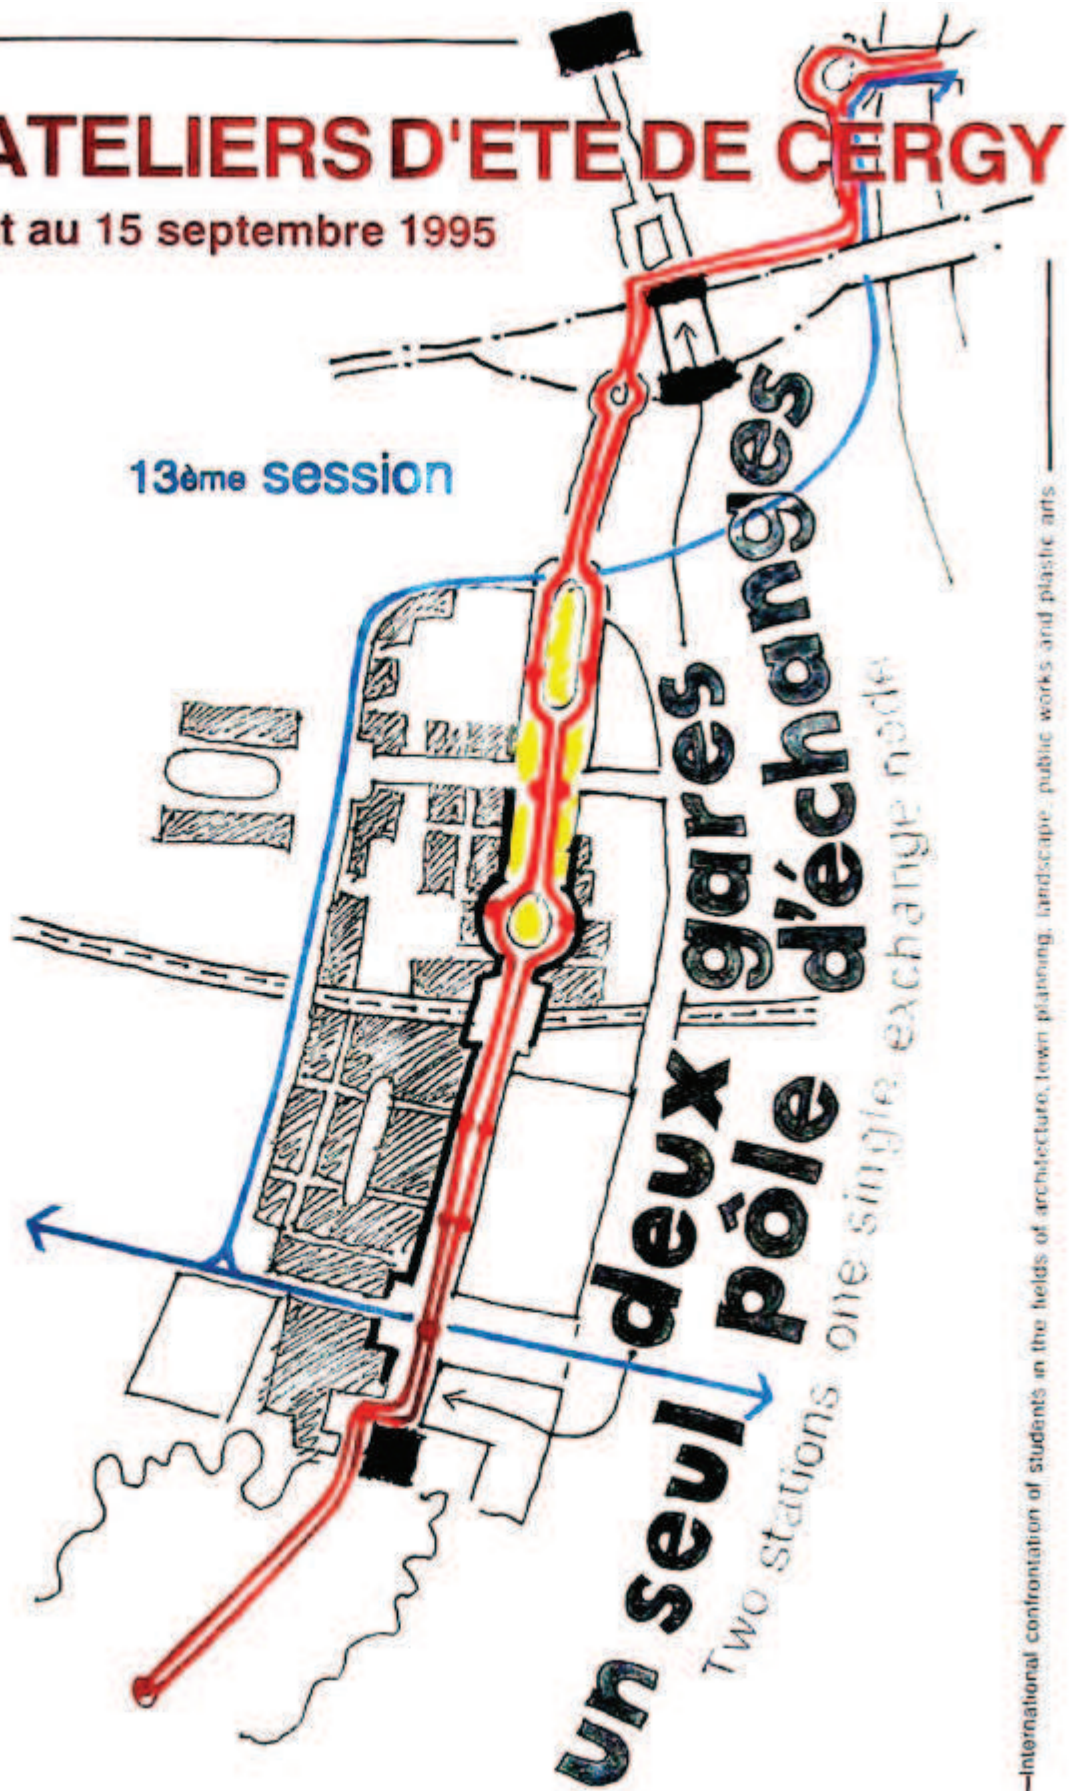 ATELIERS D'ETE DE CERGY
t au 15 septembre 1995
13ème session
deux gares
d'échanges
un seul pôle
Two stations one single exchange node
International confrontation of students in the fields of architecture, town planning, landscape, public works and plastic arts